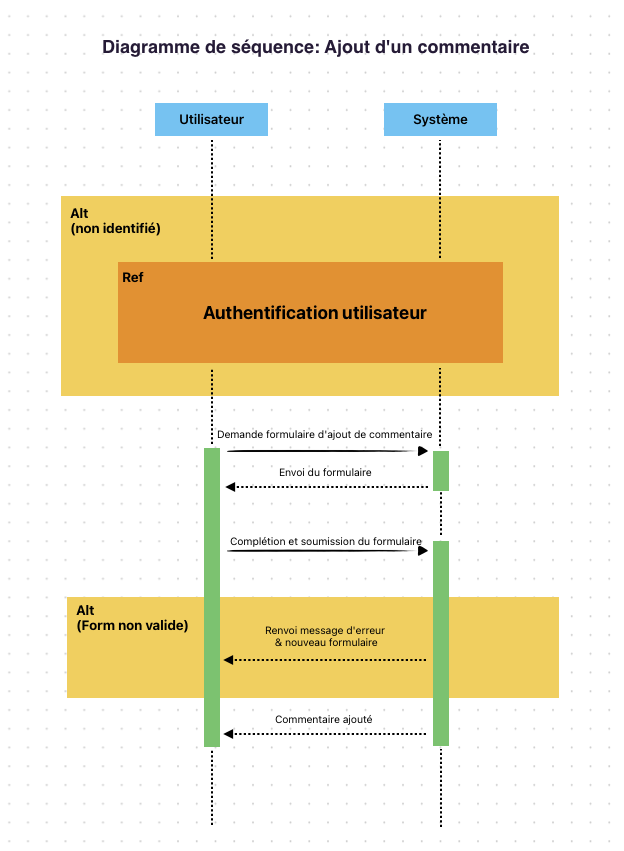 Diagramme de séquence: Ajout d'un commentaire
Utilisateur
Système
Alt
(non identifié)
Ref
Authentification utilisateur
Demande formulaire d'ajout de commentaire
Envoi du formulaire
Complétion et soumission du formulaire
Alt
(Form non valide)
Renvoi message d'erreur
& nouveau formulaire
Commentaire ajouté